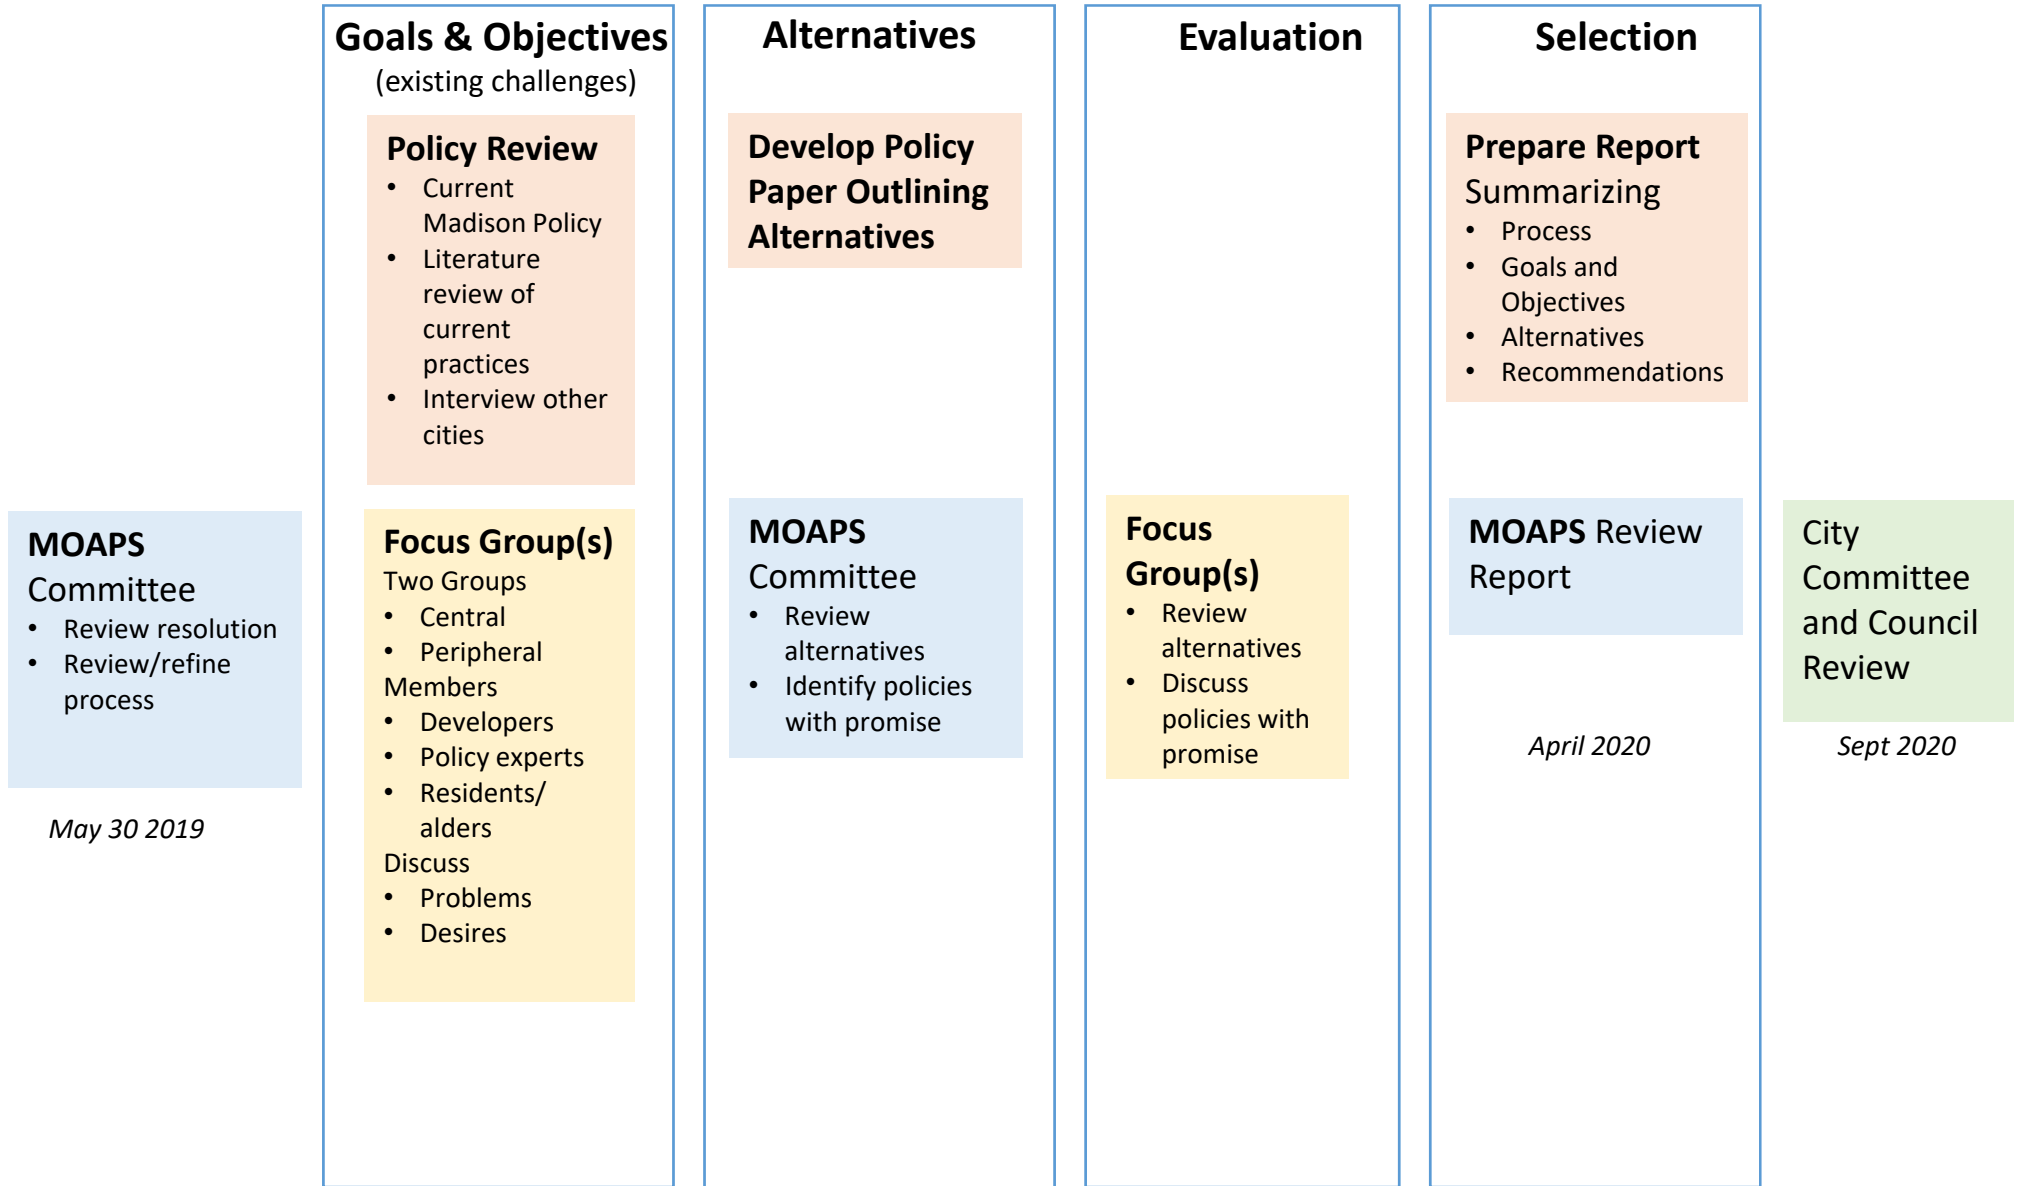 MOAPS
Committee
• Review resolution
• Review/refine
process
May 30 2019
Goals & Objectives
(existing challenges)
Policy Review
• Current
Madison Policy
• Literature
review of
current
practices
• Interview other
cities
Focus Group(s)
Two Groups
• Central
• Peripheral
Members
• Developers
• Policy experts
• Residents/
alders
Discuss
• Problems
• Desires
Alternatives
Develop Policy
Paper Outlining
Alternatives
MOAPS
Committee
• Review
alternatives
• Identify policies
with promise
Evaluation
Focus
Group(s)
• Review
alternatives
• Discuss
policies with
promise
Selection
Prepare Report
Summarizing
• Process
• Goals and
Objectives
• Alternatives
• Recommendations
MOAPS Review
Report
April 2020
City
Committee
and Council
Review
Sept 2020